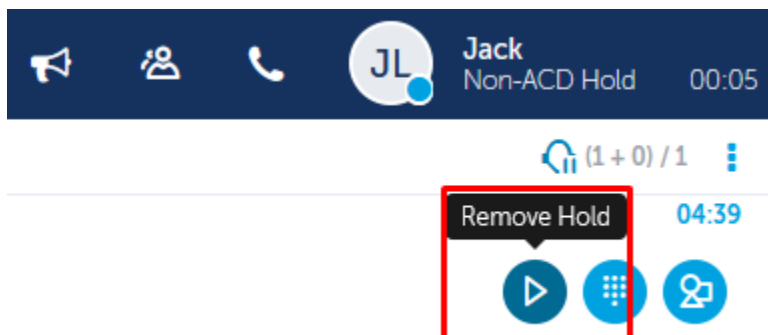 JL
Jack
Non-ACD Hold 00:05
(1 + 0) / 1
Remove Hold 04:39